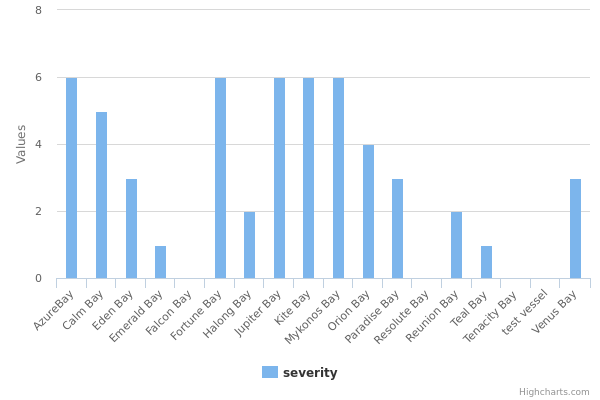 8
6
4
2
0
Values
AzureBay
Calm Bay
Eden Bay
Emerald Bay
Falcon Bay
Fortune Bay
Halong Bay
Jupiter Bay
Kite Bay
Mykonos Bay
Orion Bay
Paradise Bay
Resolute Bay
Reunion Bay
Teal Bay
Tenacity Bay
test vessel
Venus Bay
severity
Highcharts.com